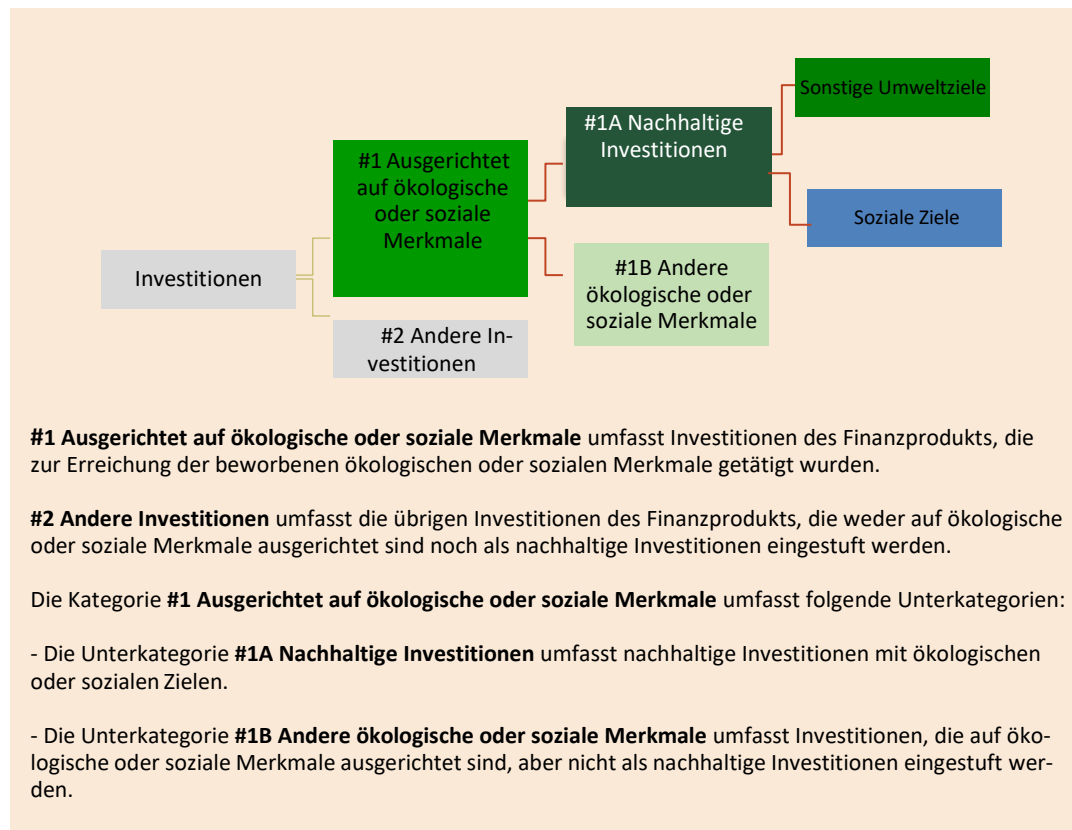 Sonstige Umweltziele
#1A Nachhaltige
Investitionen
#1 Ausgerichtet
auf ökologische
oder soziale
Merkmale
Soziale Ziele
Investitionen
#1B Andere
ökologische oder
soziale Merkmale
#2 Andere In-
vestitionen
#1 Ausgerichtet auf ökologische oder soziale Merkmale umfasst Investitionen des Finanzprodukts, die
zur Erreichung der beworbenen ökologischen oder sozialen Merkmale getätigt wurden.
#2 Andere Investitionen umfasst die übrigen Investitionen des Finanzprodukts, die weder auf ökologische
oder soziale Merkmale ausgerichtet sind noch als nachhaltige Investitionen eingestuft werden.
Die Kategorie #1 Ausgerichtet auf ökologische oder soziale Merkmale umfasst folgende Unterkategorien:
- Die Unterkategorie #1A Nachhaltige Investitionen umfasst nachhaltige Investitionen mit ökologischen
oder sozialen Zielen.
- Die Unterkategorie #1B Andere ökologische oder soziale Merkmale umfasst Investitionen, die auf öko-
logische oder soziale Merkmale ausgerichtet sind, aber nicht als nachhaltige Investitionen eingestuft wer-
den.